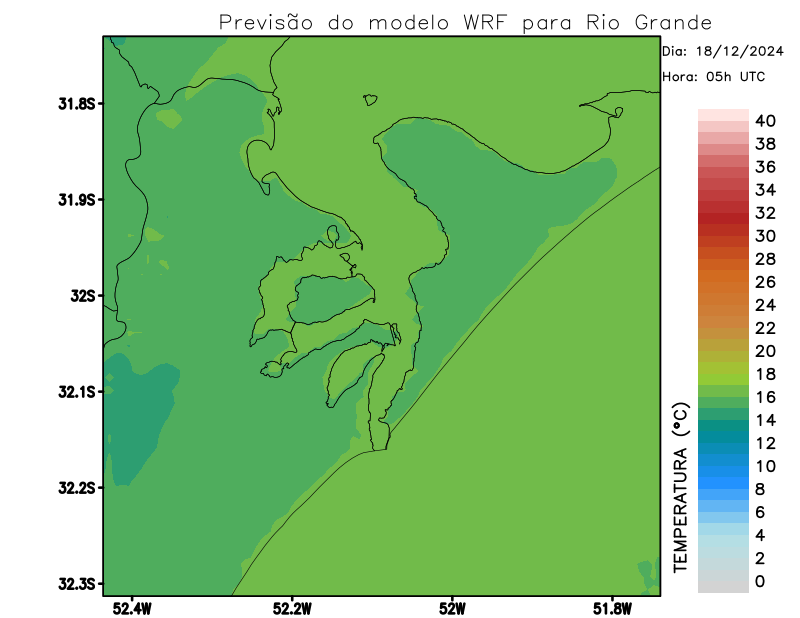 Previsão do modelo WRF para Rio Grande
Dia: 18/12/2024
Hora: 05h UTC
31.8S
31.9S
32S
32.1S
32.2S
32.3S
52.4W
52.2W
52W
51.8W
TEMPERATURA (°C)
40
38
36
34
32
30
28
26
24
22
20
18
16
14
12
10
8
6
4
2
0